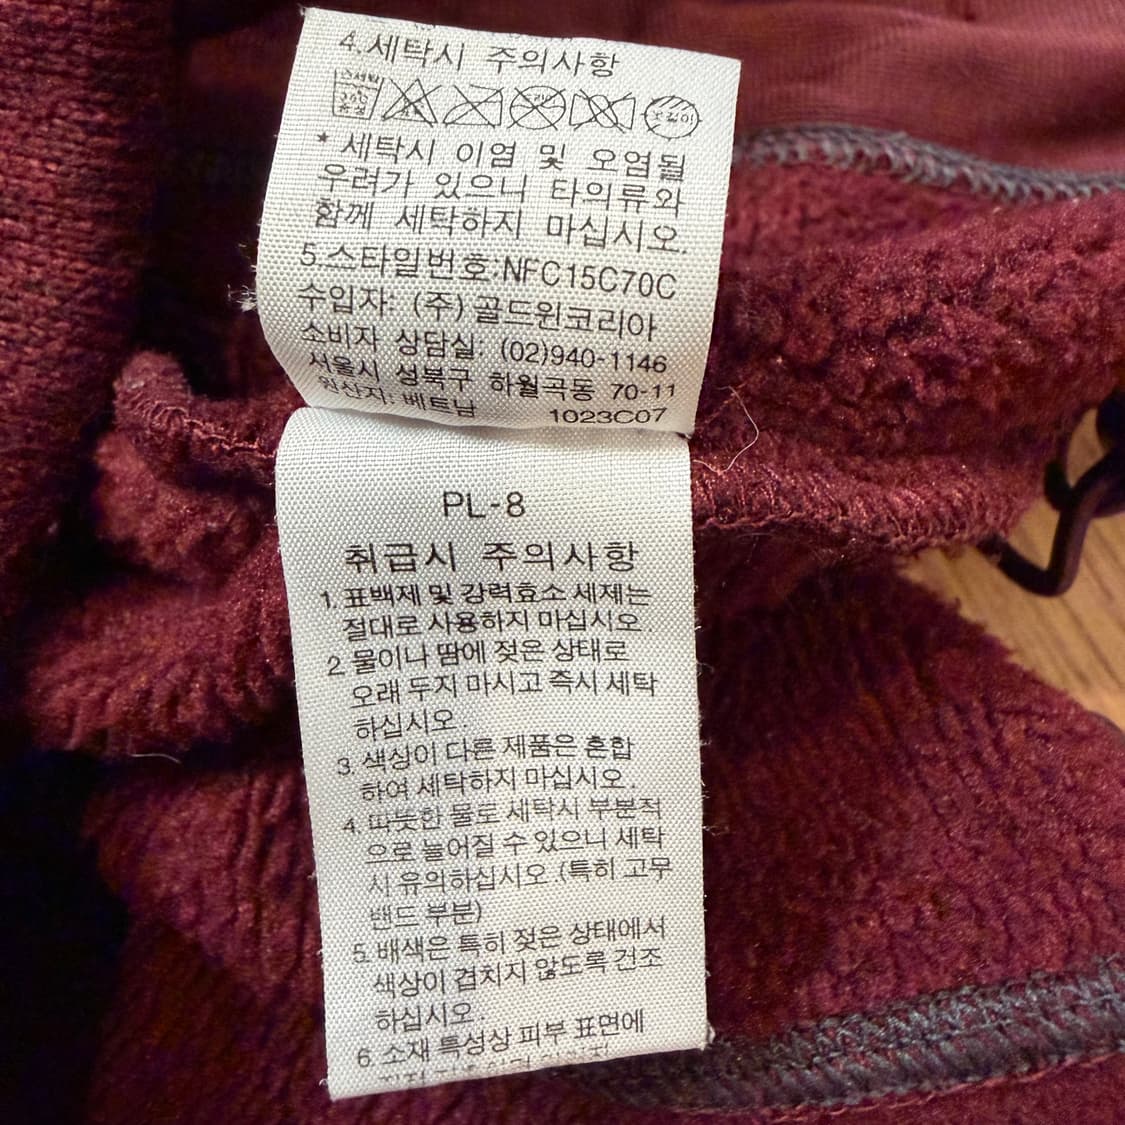 4.세탁시 주의사항
옷걸이
* 세탁시 이염 및 오염될
우려가 있으니 타의류와
함께 세탁하지 마십시오.
5.스타일번호:NFC15C70C
수입자: (주)골드윈코리아
소비자 상담실: (02)940-1146
서울시 성북구 하월곡동 70-11
원산지: 베트남 1023C07
PL-8
취급시 주의사항
1. 표백제 및 강력효소 세제는
절대로 사용하지 마십시오.
2. 물이나 땀에 젖은 상태로
오래 두지 마시고 즉시 세탁
하십시오.
3. 색상이 다른 제품은 혼합
하여 세탁하지 마십시오.
4. 따뜻한 물로 세탁시 부분적
으로 늘어질 수 있으니 세탁
시 유의하십시오.(특히 고무
밴드 부분)
5. 배색은 특히 젖은 상태에서
색상이 겹치지 않도록 건조
하십시오.
6. 소재 특성상 피부 표면에